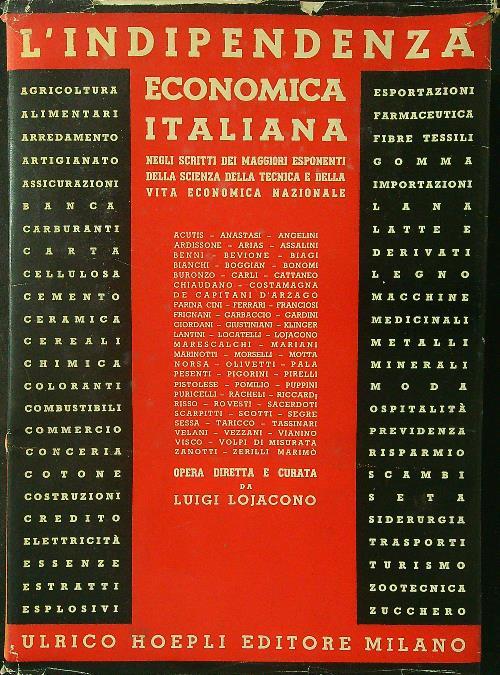 L'INDIPENDENZA
ECONOMICA
ITALIANA
NEGLI SCRITTI DEI MAGGIORI ESPONENTI
DELLA SCIENZA DELLA TECNICA E DELLA
VITA ECONOMICA NAZIONALE
AGRICOLTURA
ALIMENTARI
ARREDAMENTO
ARTIGIANATO
ASSICURAZIONI
BANCA
CARBURANTI
CARTA
CELLULOSA
CEMENTO
CERAMICA
CEREALI
CHIMICA
COLORANTI
COMBUSTIBILI
COMMERCIO
CONCERIA
COTONE
COSTRUZIONI
CREDITO
ELETTRICITÀ
ESSENZE
ESTRATTI
ESPLOSIVI
ACUTIS - ANASTASI - ANGELINI
ARDISSONE - ARIAS - ASSALINI
BENNI - BEVIONE - BIAGI
BIANCHI - BOGGIAN - BONOMI
BURONZO - CARLI - CATTANEO
CHIAUDANO - COSTAMAGNA
DE CAPITANI D'ARZAGO
FARINA CINI - FERRARI - FRANCIOSI
FRIGNANI - GARBACCIO - GARDINI
GIORDANI - GIUSTINIANI - KLINGER
LANTINI - LOCATELLI - LOJACONO
MARESCALCHI - MARIANI
MARINOTTI - MORSELLI - MOTTA
NORSA - OLIVETTI - PALA
PESENTI - PIGORINI - PIRELLI
PISTOLESE - POMILIO - PUPPINI
PURICELLI - RACHELI - RICCARDI
RISSO - ROVESTI - SACERDOTI
SCARPITTI - SCOTTI - SEGRE
SESSA - TARICCO - TASSINARI
VELANI - VEZZANI - VIANINO
VISCO - VOLPI DI MISURATA
ZANOTTI - ZERILLI MARIMÒ
OPERA DIRETTA E CURATA
DA
LUIGI LOJACONO
ESPORTAZIONI
FARMACEUTICA
FIBRE TESSILI
GOMMA
IMPORTAZIONI
LANA
LATTE E
DERIVATI
LEGNO
MACCHINE
MEDICINALI
METALLI
MINERALI
MODA
OSPITALITÀ
PREVIDENZA
RISPARMIO
SCAMBI
SETA
SIDERURGIA
TRASPORTI
TURISMO
ZOOTECNICA
ZUCCHERO
ULRICO HOEPLI EDITORE MILANO